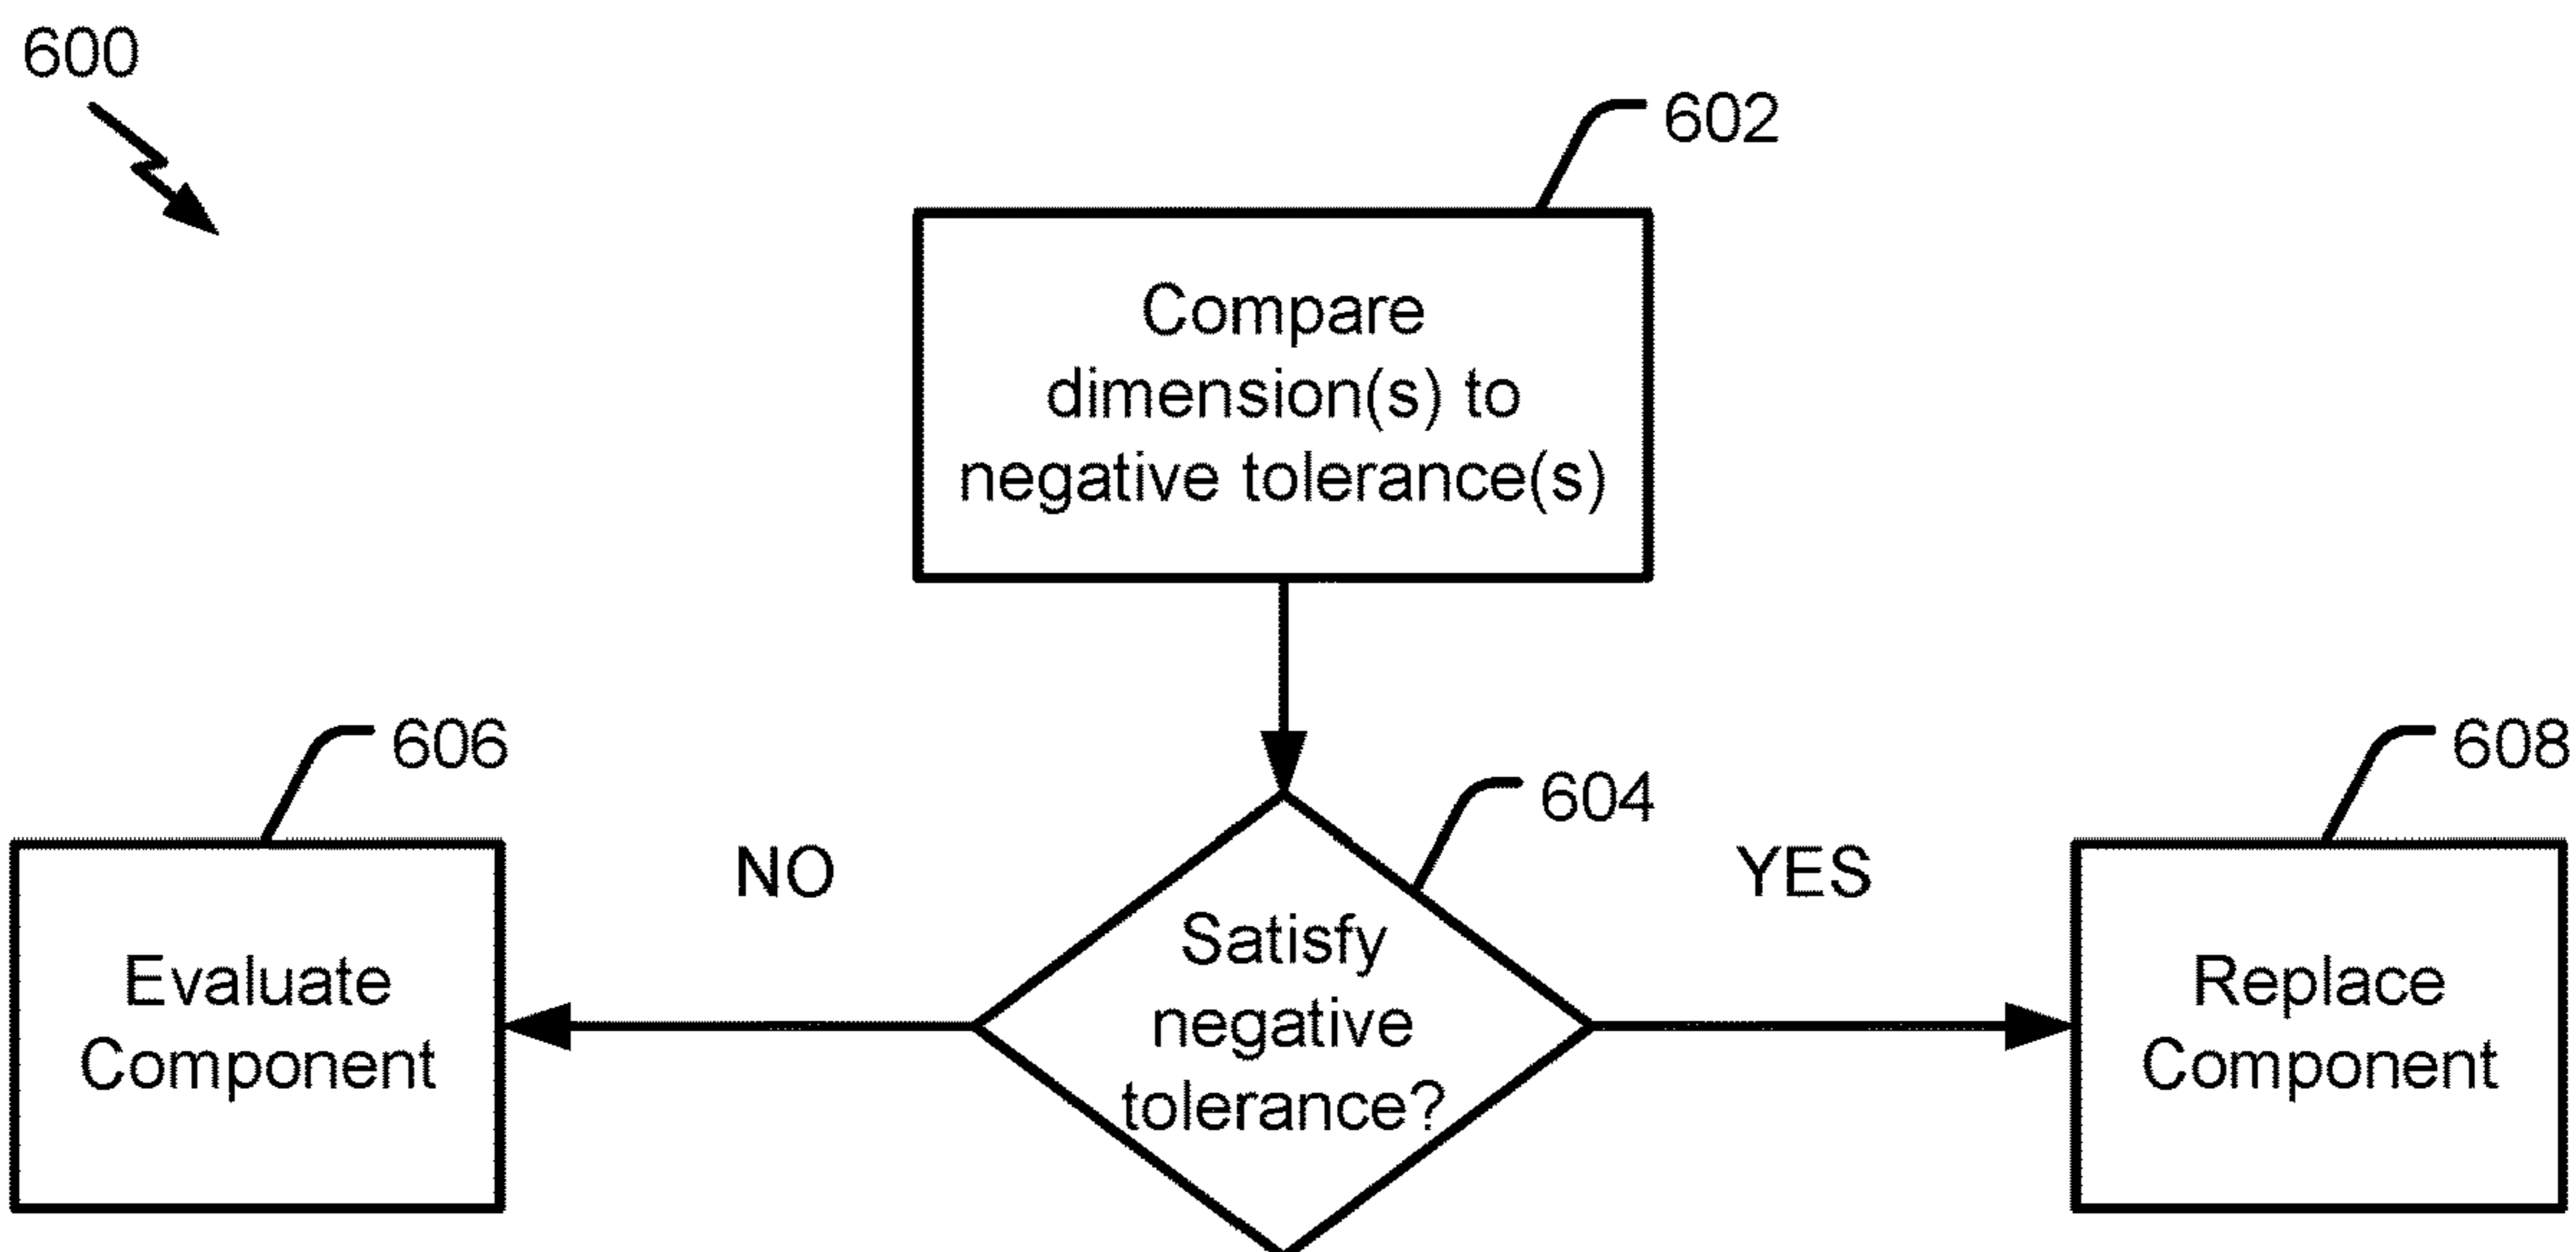 600
602
Compare
dimension(s) to
negative tolerance(s)
606
604
608
NO
YES
Evaluate
Component
Satisfy
negative
tolerance?
Replace
Component